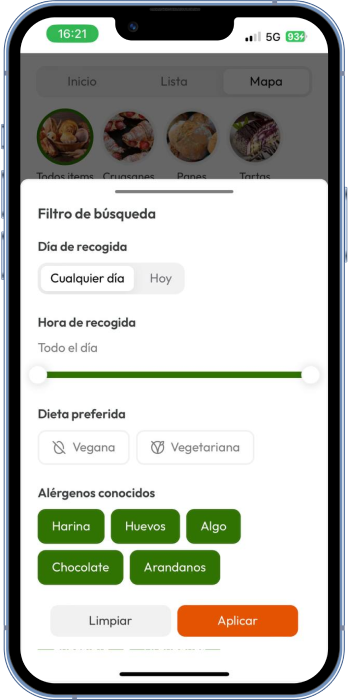 16:21
5G 93
Inicio Lista Mapa
Todos items Cruasanes Panes Tartas
Filtro de búsqueda
Día de recogida
Cualquier día Hoy
Hora de recogida
Todo el día
Dieta preferida
Vegana Vegetariana
Alérgenos conocidos
Harina Huevos Algo
Chocolate Arandanos
Limpiar Aplicar